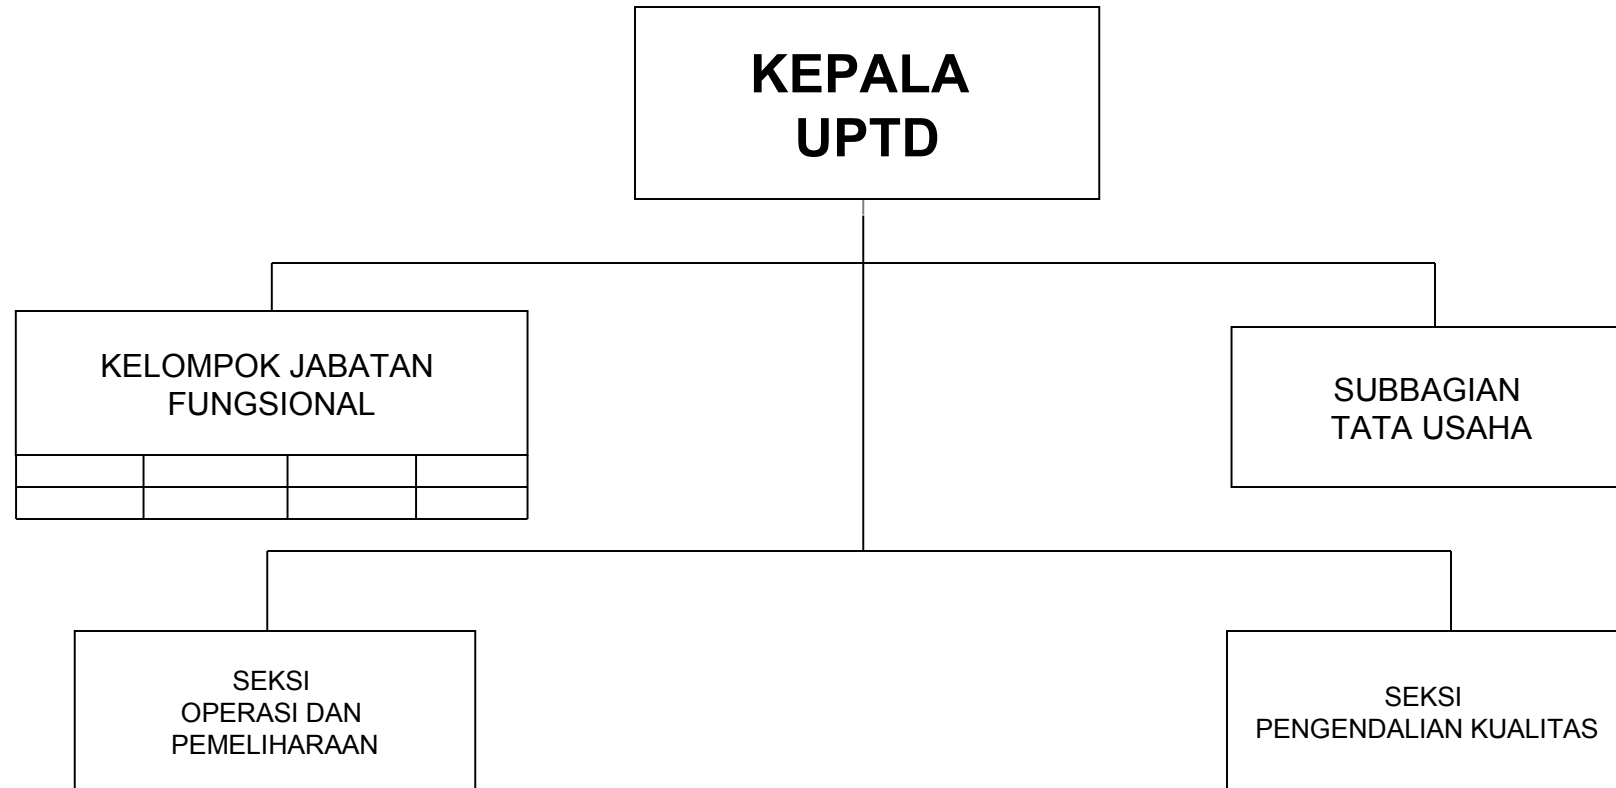 KEPALA
UPTD
KELOMPOK JABATAN
FUNGSIONAL
SUBBAGIAN
TATA USAHA
SEKSI
OPERASI DAN
PEMELIHARAAN
SEKSI
PENGENDALIAN KUALITAS